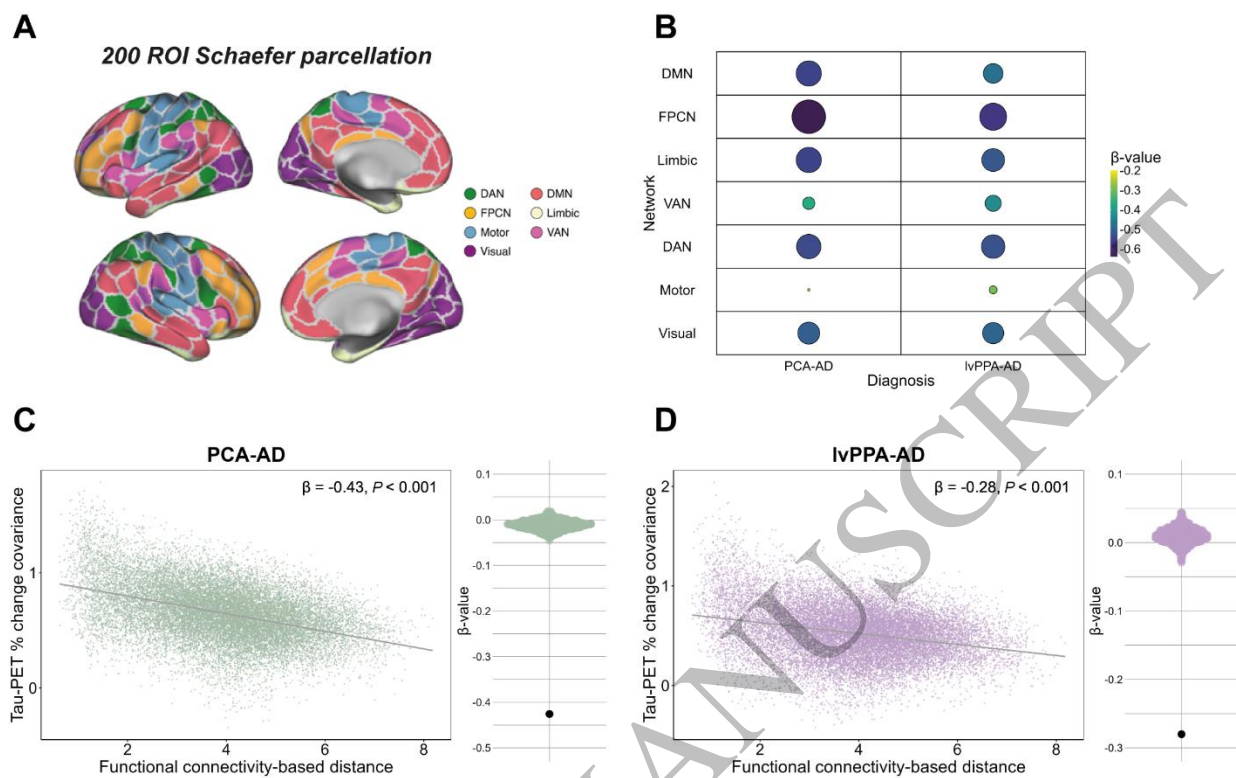 A
200 ROI Schaefer parcellation
DAN
DMN
FPCN
Limbic
Motor
VAN
Visual
B
Network
DMN
FPCN
Limbic
VAN
DAN
Motor
Visual
PCA-AD
lvPPA-AD
Diagnosis
β-value
-0.2
-0.3
-0.4
-0.5
-0.6
C
PCA-AD
β = -0.43, P < 0.001
Tau-PET % change covariance
1
0
2
4
6
8
Functional connectivity-based distance
β-value
0.1
0.0
-0.1
-0.2
-0.3
-0.4
-0.5
D
lvPPA-AD
β = -0.28, P < 0.001
Tau-PET % change covariance
2
1
0
2
4
6
8
Functional connectivity-based distance
β-value
0.1
0.0
-0.1
-0.2
-0.3
ANUSCRIPT